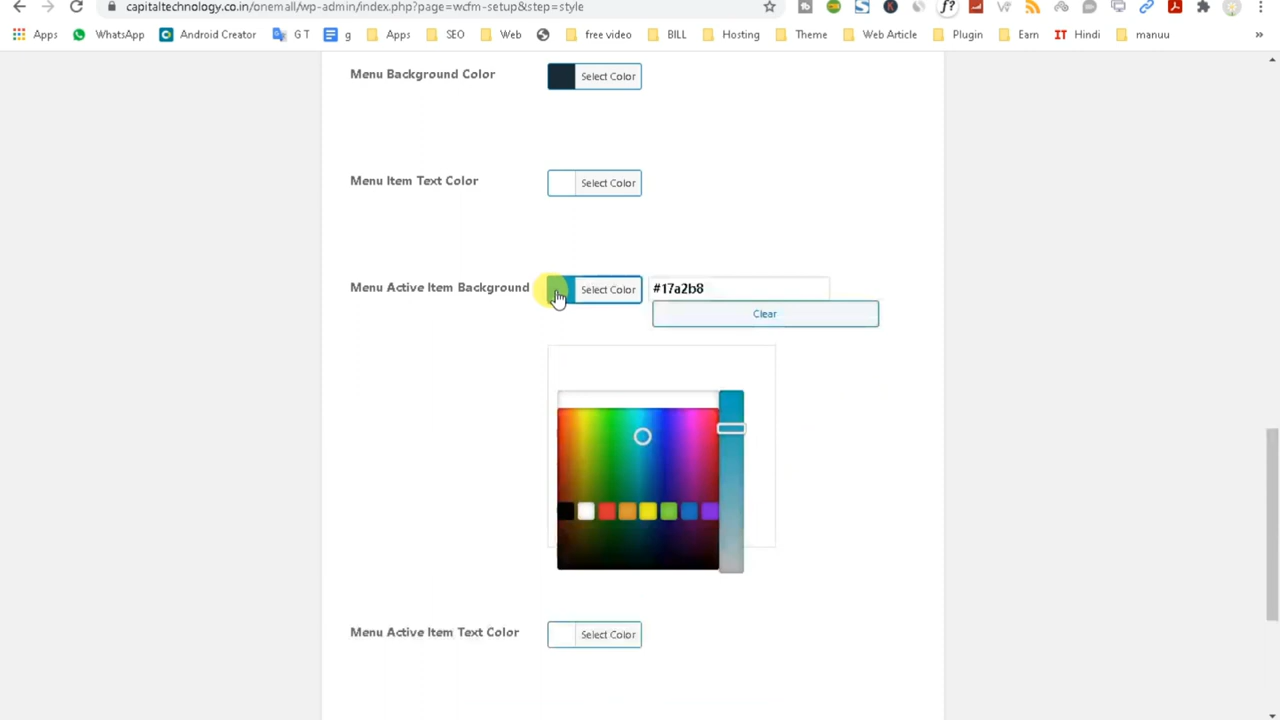 capitaltechnology.co.in/onemall/wp-admin/index.php?page=wcfm-setup&step=style
Apps WhatsApp Android Creator G T g Apps SEO Web free video BILL Hosting Theme Web Article Plugin Earn IT Hindi manuu »
Menu Background Color Select Color
Menu Item Text Color Select Color
Menu Active Item Background Select Color #17a2b8
Clear
Menu Active Item Text Color Select Color